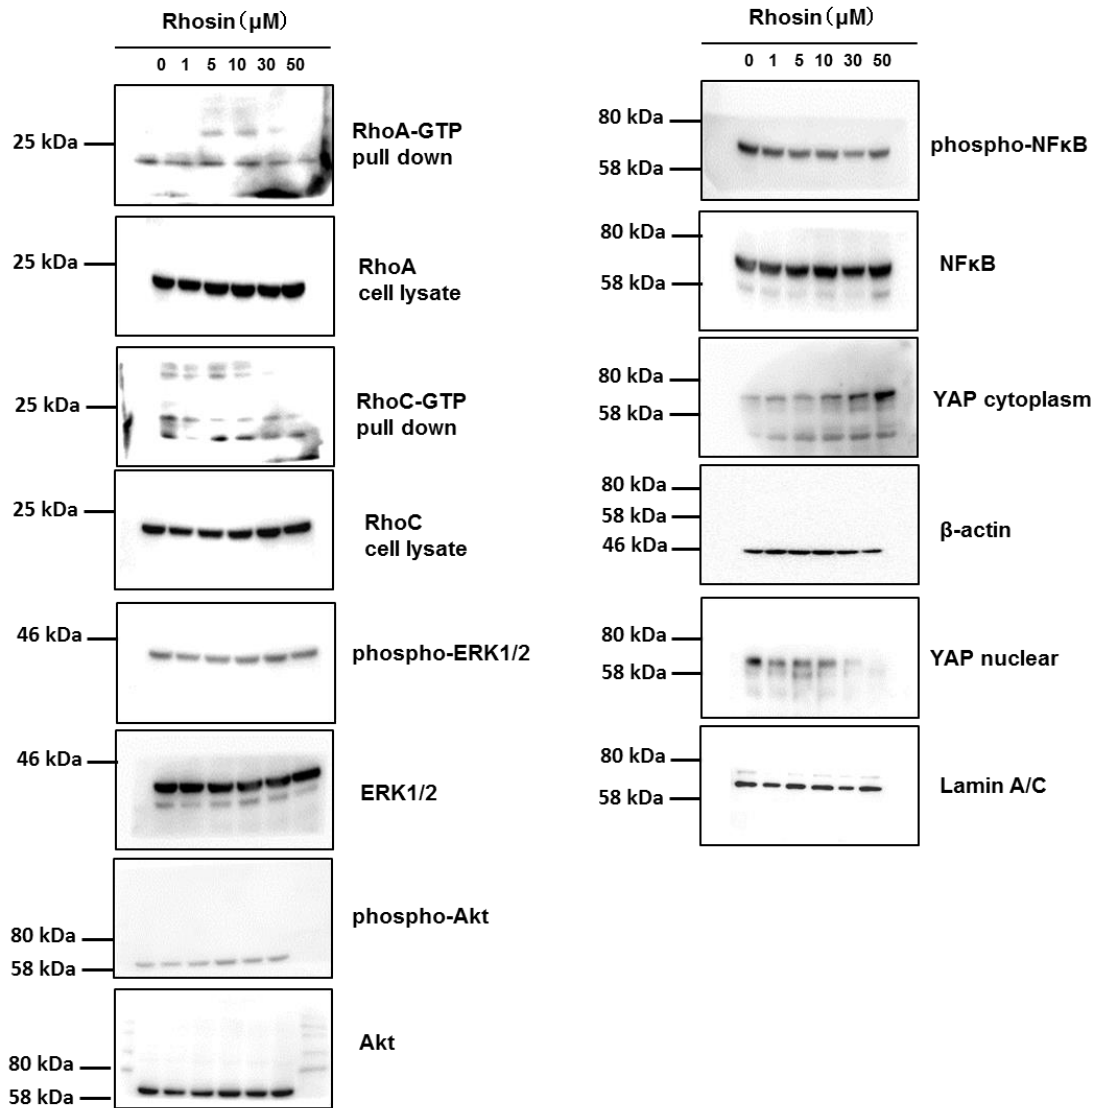 Rhosin (μM)
0 1 5 10 30 50
25 kDa
RhoA-GTP
pull down
25 kDa
RhoA
cell lysate
25 kDa
RhoC-GTP
pull down
25 kDa
RhoC
cell lysate
46 kDa
phospho-ERK1/2
46 kDa
ERK1/2
phospho-Akt
80 kDa
58 kDa
Akt
80 kDa
58 kDa
Rhosin (μM)
0 1 5 10 30 50
80 kDa
phospho-NFκB
58 kDa
80 kDa
NFκB
58 kDa
80 kDa
YAP cytoplasm
58 kDa
80 kDa
58 kDa
β-actin
46 kDa
80 kDa
YAP nuclear
58 kDa
80 kDa
Lamin A/C
58 kDa